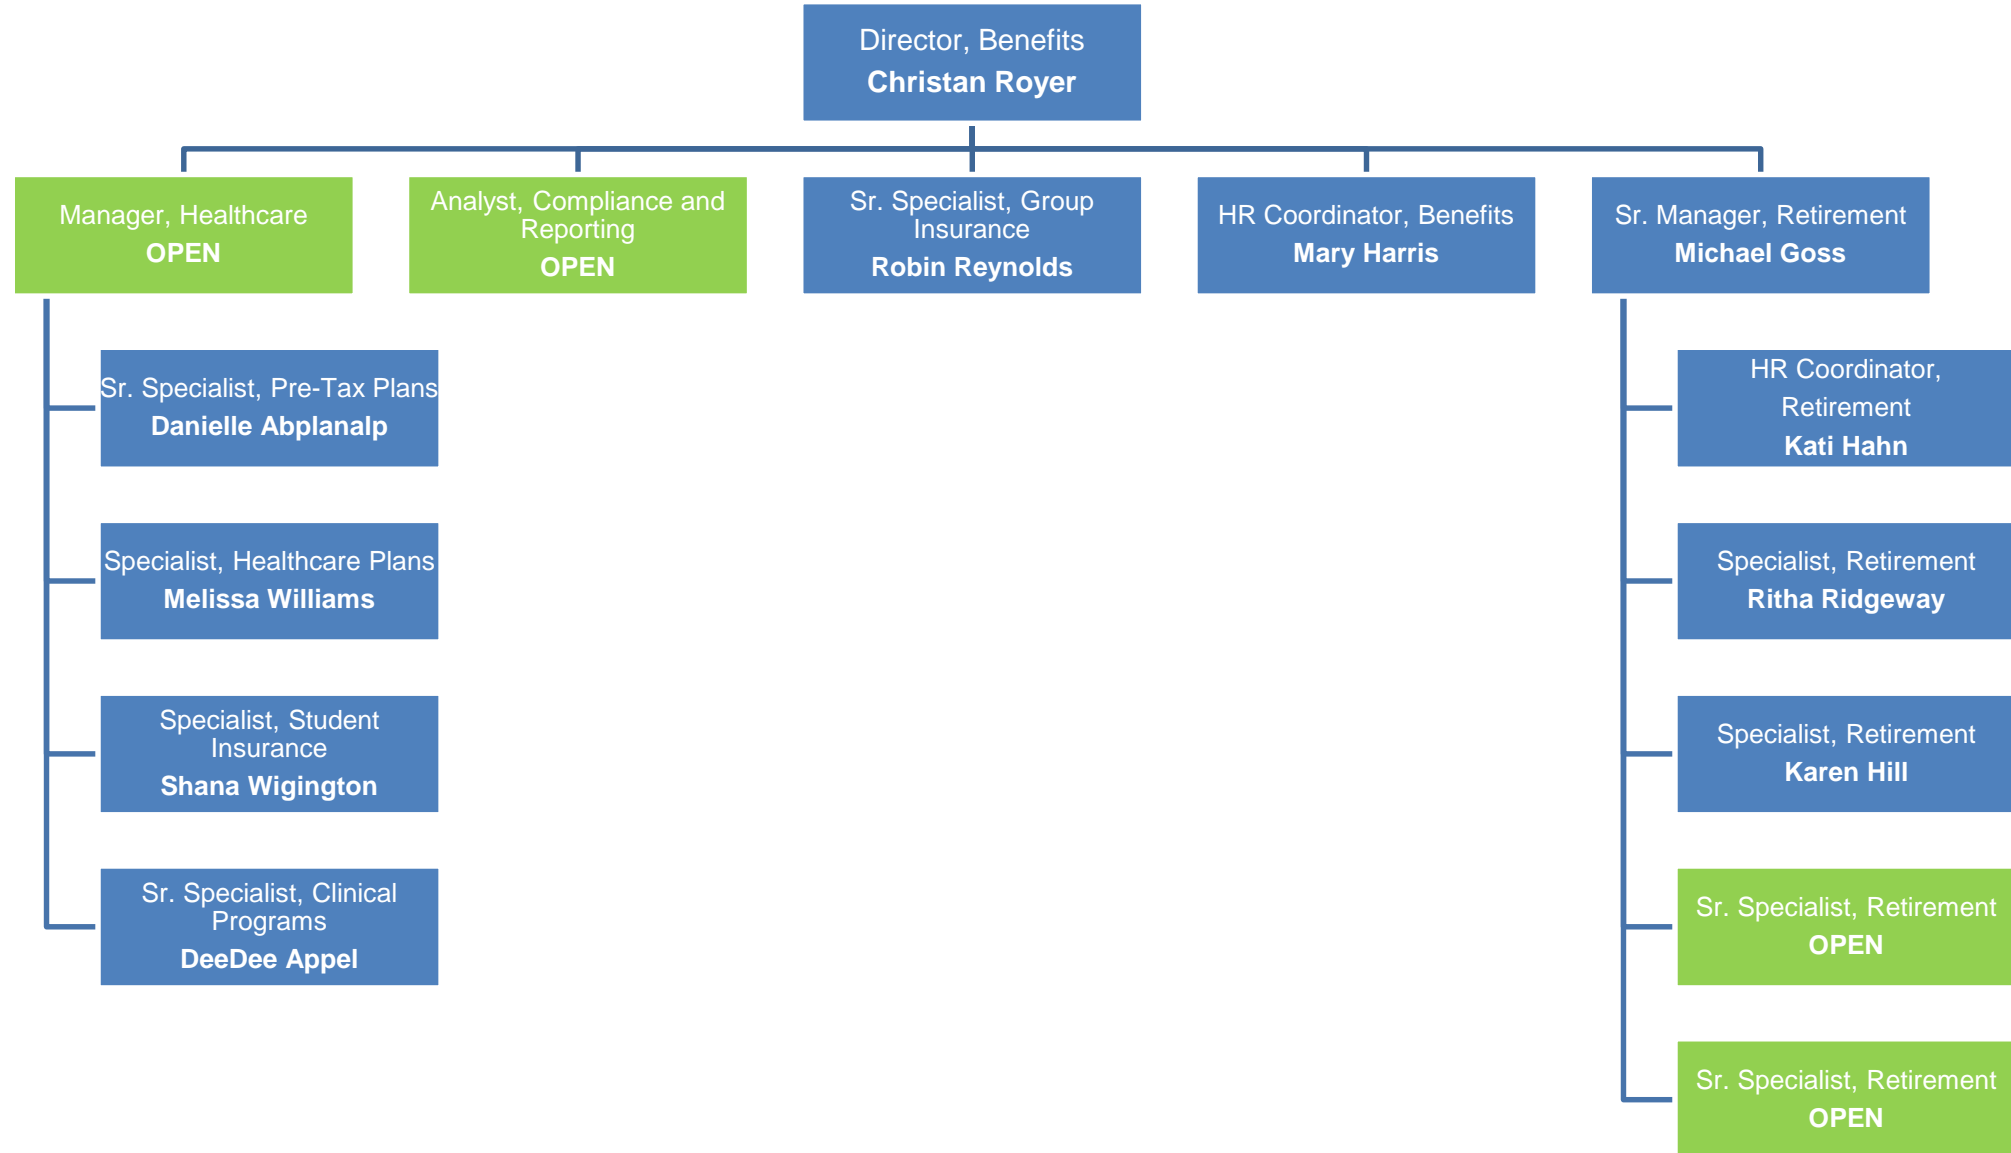 Director, Benefits
Christan Royer
Manager, Healthcare
OPEN
Analyst, Compliance and
Reporting
OPEN
Sr. Specialist, Group
Insurance
Robin Reynolds
HR Coordinator, Benefits
Mary Harris
Sr. Manager, Retirement
Michael Goss
Sr. Specialist, Pre-Tax Plans
Danielle Abplanalp
Specialist, Healthcare Plans
Melissa Williams
Specialist, Student
Insurance
Shana Wigington
Sr. Specialist, Clinical
Programs
DeeDee Appel
HR Coordinator,
Retirement
Kati Hahn
Specialist, Retirement
Ritha Ridgeway
Specialist, Retirement
Karen Hill
Sr. Specialist, Retirement
OPEN
Sr. Specialist, Retirement
OPEN